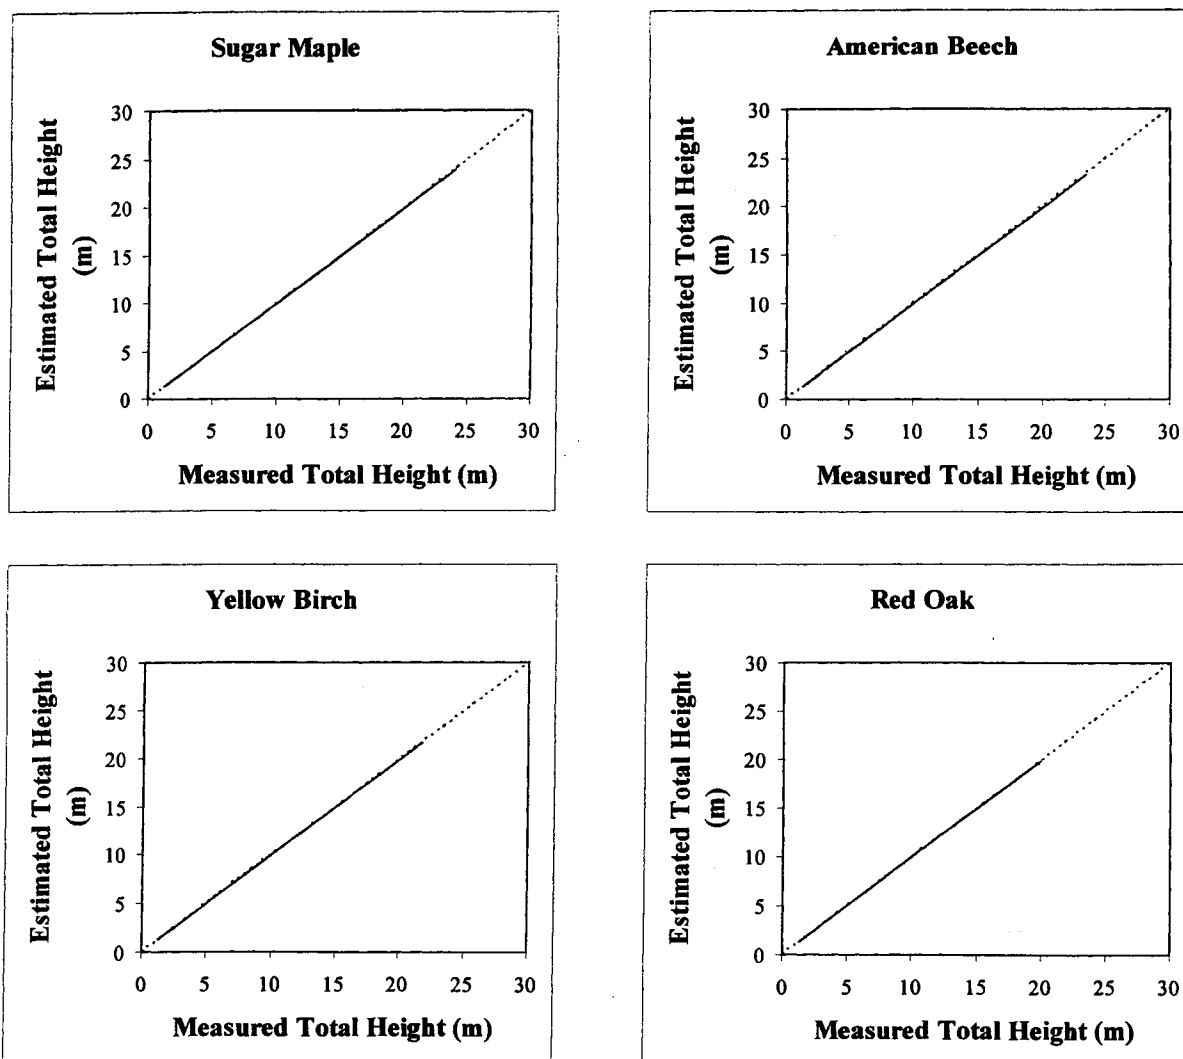 Sugar Maple
Estimated Total Height
(m)
30
25
20
15
10
5
0
0 5 10 15 20 25 30
Measured Total Height (m)
American Beech
Estimated Total Height
(m)
30
25
20
15
10
5
0
0 5 10 15 20 25 30
Measured Total Height (m)
Yellow Birch
Estimated Total Height
(m)
30
25
20
15
10
5
0
0 5 10 15 20 25 30
Measured Total Height (m)
Red Oak
Estimated Total Height
(m)
30
25
20
15
10
5
0
0 5 10 15 20 25 30
Measured Total Height (m)